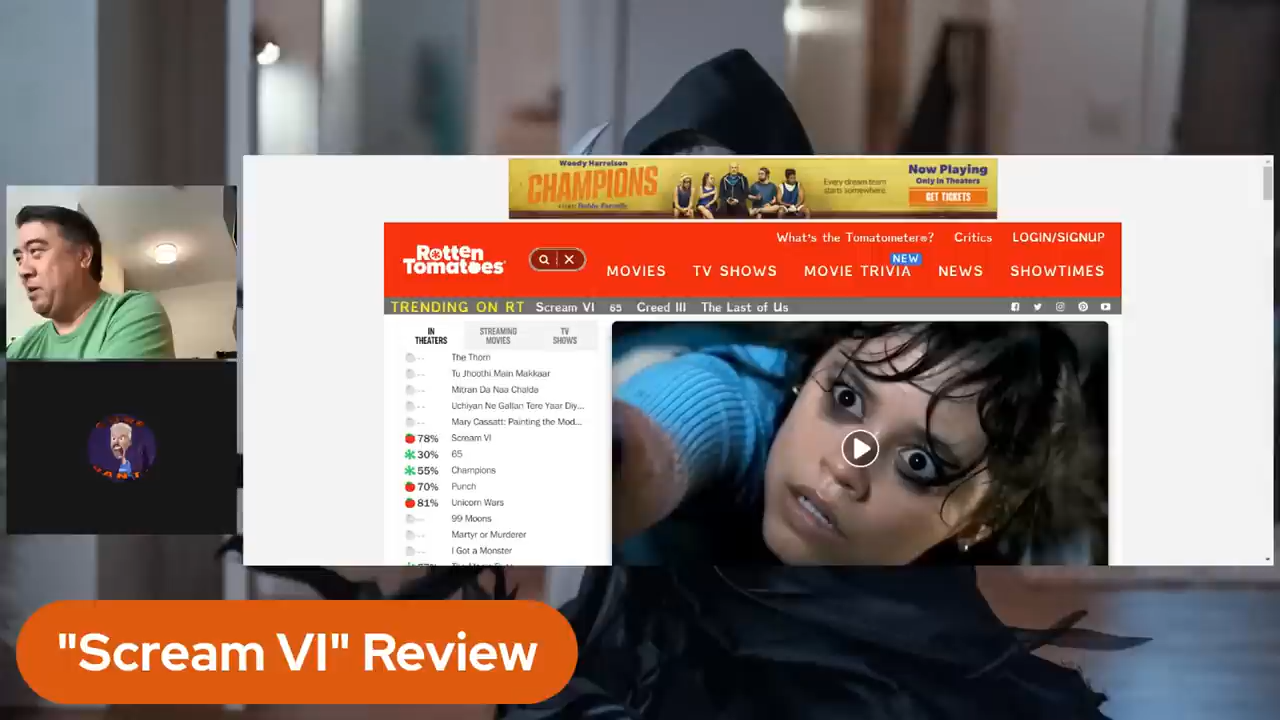 Woody Harrelson
CHAMPIONS
Every dream team
starts somewhere.
Now Playing
Only in Theaters
GET TICKETS
What's the Tomatometer®?
Critics
LOGIN/SIGNUP
Rotten
Tomatoes
MOVIES
TV SHOWS
MOVIE TRIVIA
NEW
NEWS
SHOWTIMES
TRENDING ON RT
Scream VI
65
Creed III
The Last of Us
IN
THEATERS
STREAMING
MOVIES
TV
SHOWS
-- The Thorn
-- Tu Jhoothi Main Makkaar
-- Mitran Da Naa Chalda
-- Uchiyan Ne Gallan Tere Yaar Diy...
-- Mary Cassatt: Painting the Mod...
78% Scream VI
30% 65
55% Champions
70% Punch
81% Unicorn Wars
-- 99 Moons
-- Martyr or Murderer
-- I Got a Monster
"Scream VI" Review